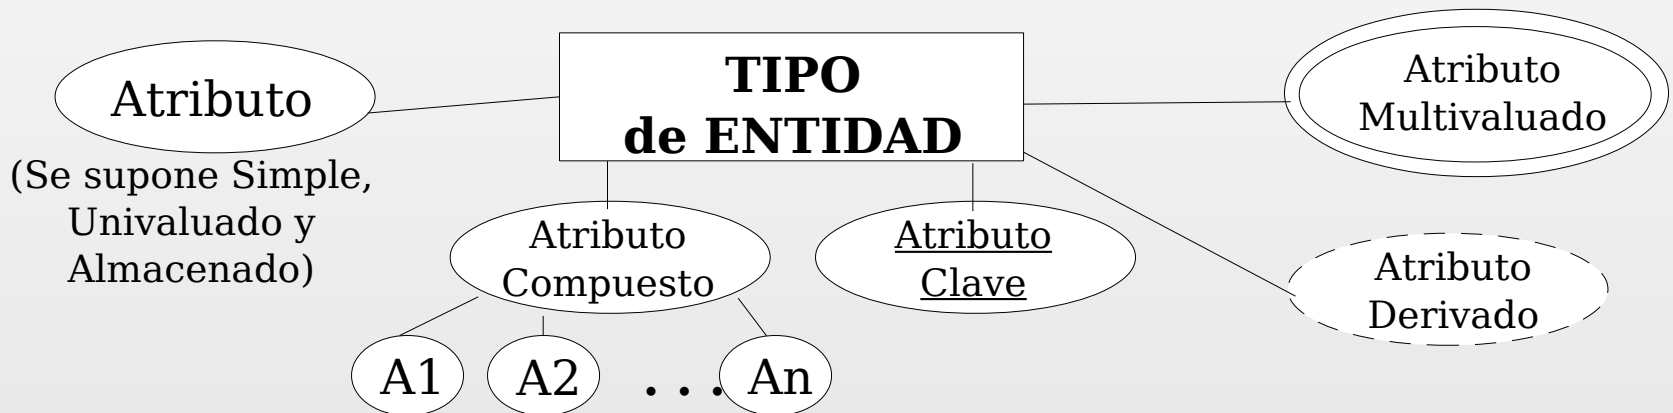 Atributo
(Se supone Simple,
Univaluado y
Almacenado)
TIPO
de ENTIDAD
Atributo
Multivaluado
Atributo
Compuesto
Atributo
Clave
Atributo
Derivado
A1
A2
. . .
An